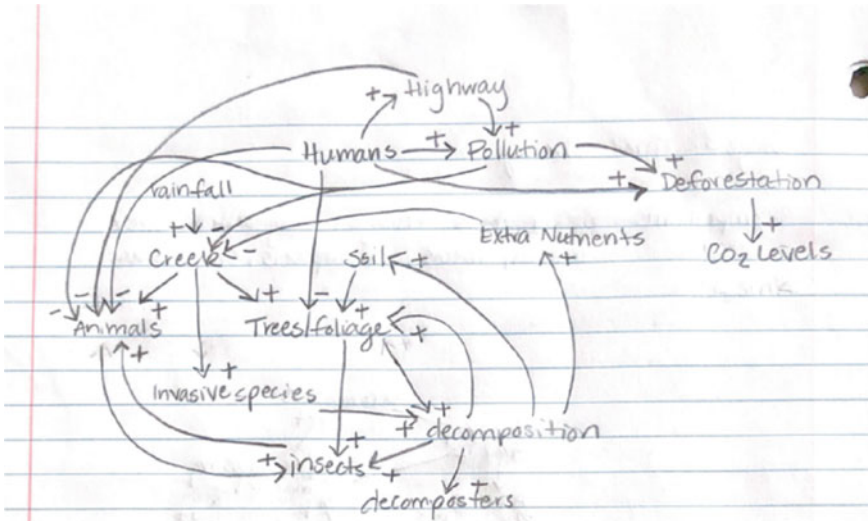 Highway
+
+
Humans + Pollution
+
rainfall + Deforestation
+ - Extra Nutrients +
Creek - Soil + + CO2 Levels
- - - + + - +
Animals Trees/foliage +
+
+
Invasive species +
+ decomposition
+ +
+ insects +
+
decomposters